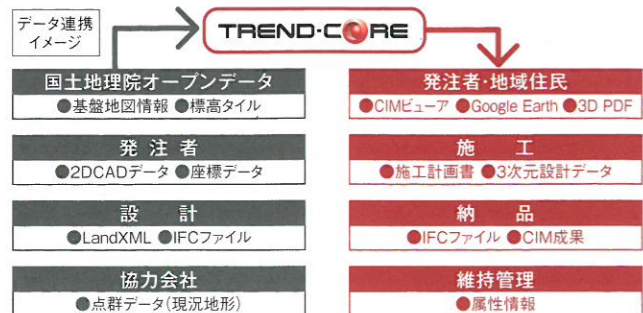 データ連携
イメージ
TREND-CORE
国土地理院オープンデータ
●基盤地図情報 ●標高タイル
発注者
●2DCADデータ ●座標データ
設計
●LandXML ●IFCファイル
協力会社
●点群データ(現況地形)
発注者・地域住民
●CIMビューア ●Google Earth ●3D PDF
施工
●施工計画書 ●3次元設計データ
納品
●IFCファイル ●CIM成果
維持管理
●属性情報